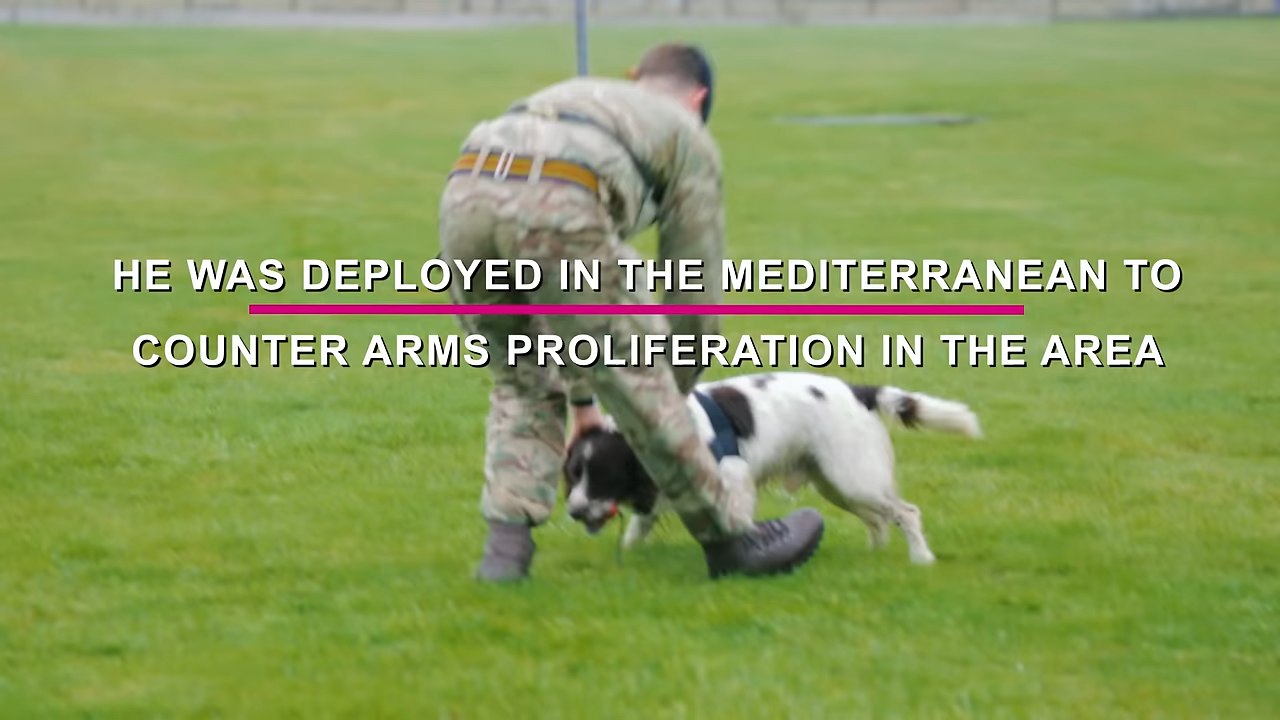 HE WAS DEPLOYED IN THE MEDITERRANEAN TO
COUNTER ARMS PROLIFERATION IN THE AREA